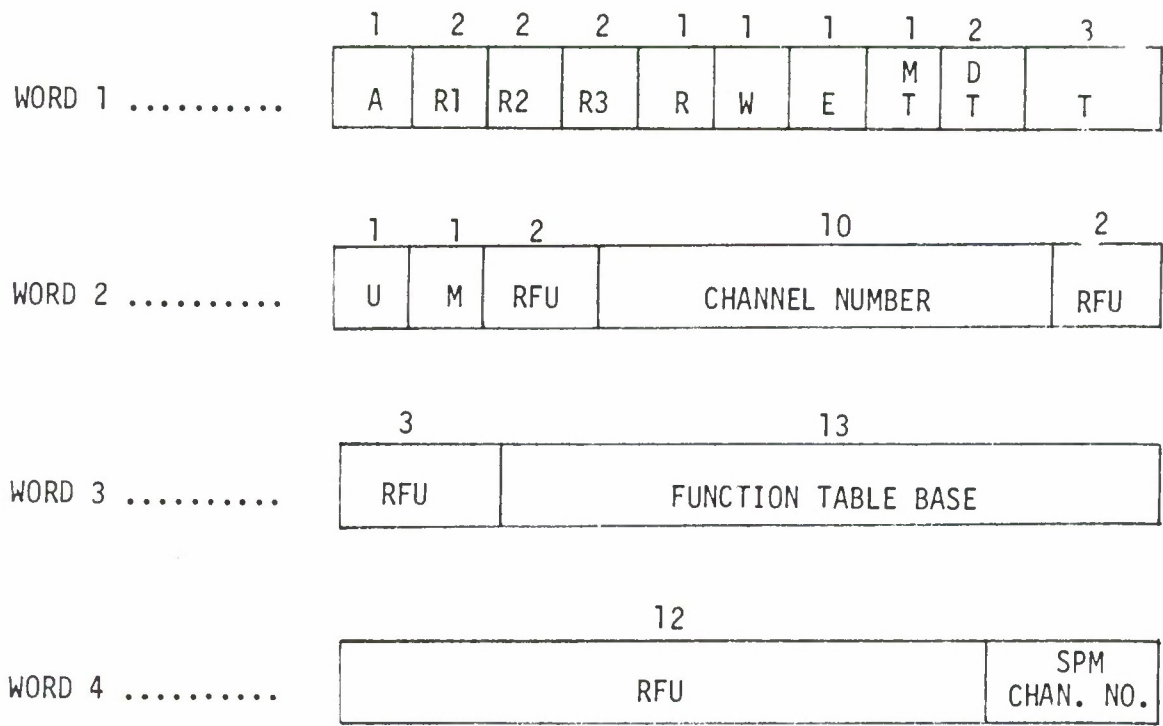 1 2 2 2 1 1 1 1 2 3
WORD 1 .......... A R1 R2 R3 R W E MT DT T
1 1 2 10 2
WORD 2 .......... U M RFU CHANNEL NUMBER RFU
3 13
WORD 3 .......... RFU FUNCTION TABLE BASE
12
WORD 4 .......... RFU SPM
CHAN. NO.